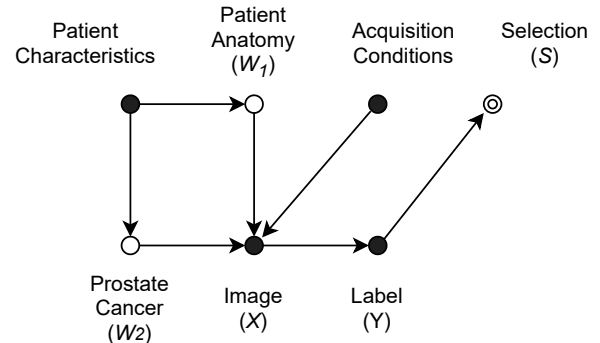 Patient
Characteristics
Patient
Anatomy
(W1)
Acquisition
Conditions
Selection
(S)
Prostate
Cancer
(W2)
Image
(X)
Label
(Y)